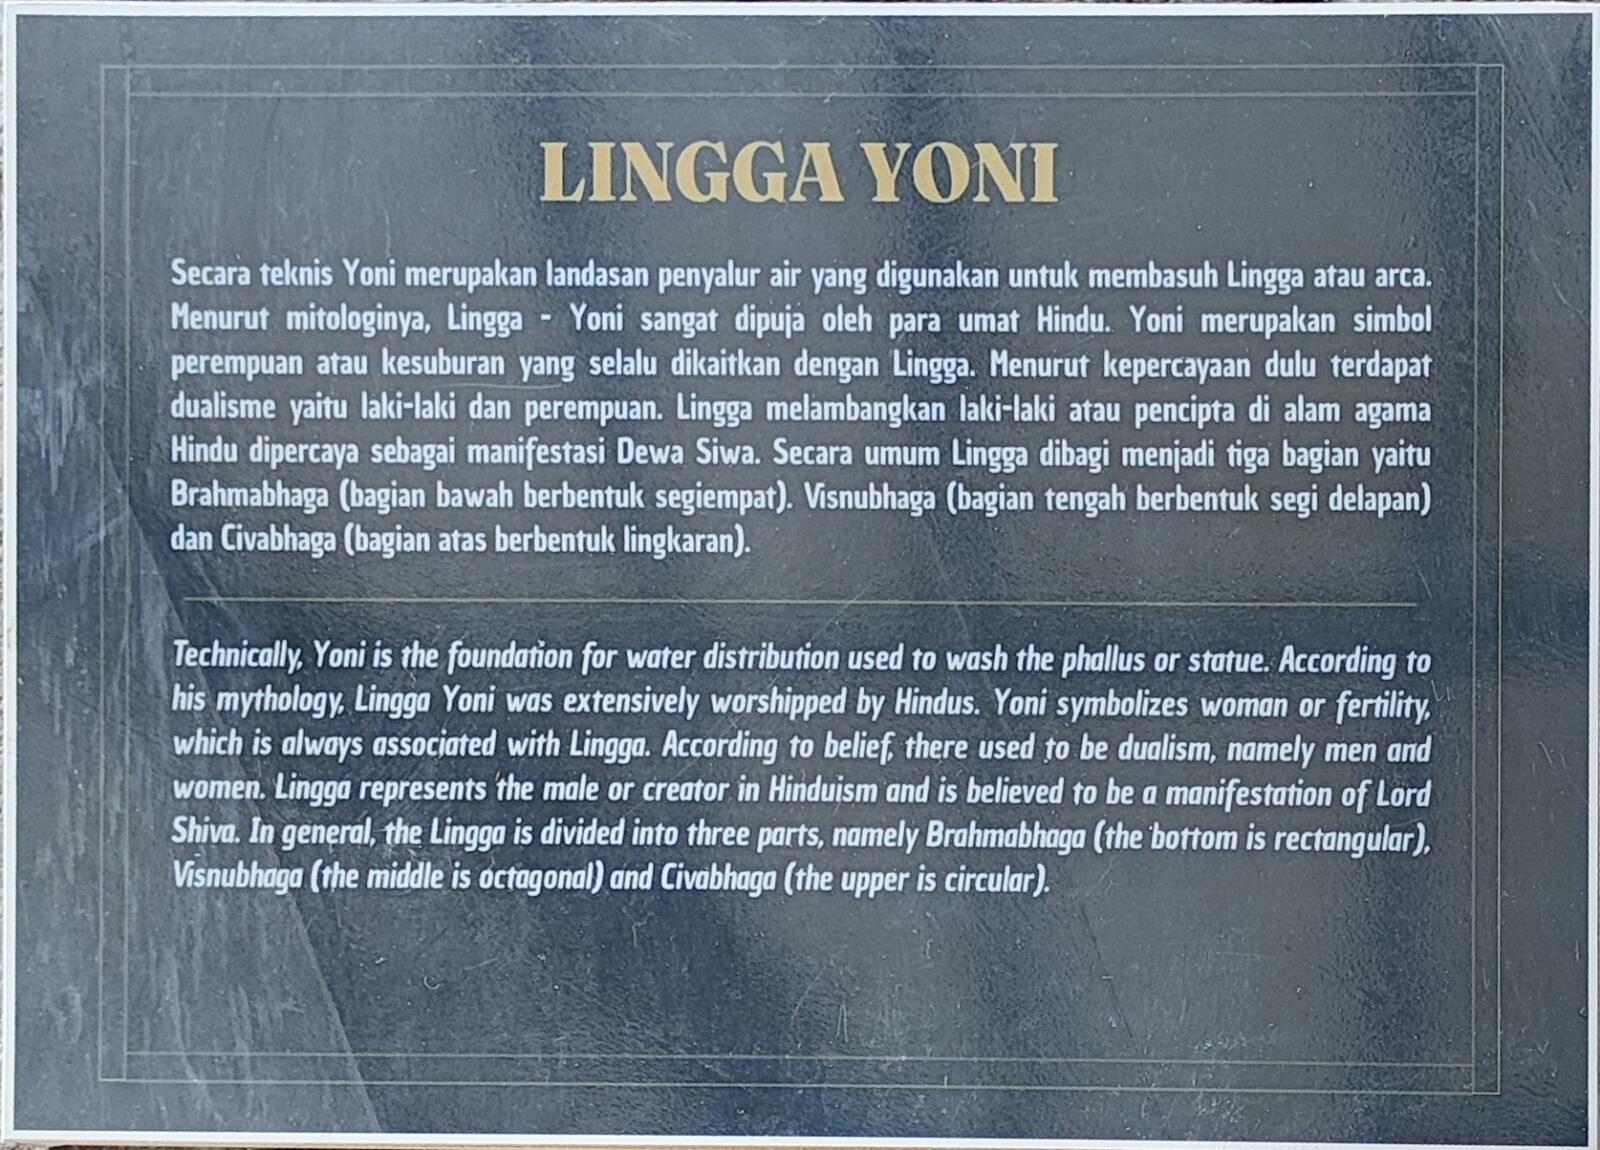 LINGGA YONI
Secara teknis Yoni merupakan landasan penyalur air yang digunakan untuk membasuh Lingga atau arca.
Menurut mitologinya, Lingga - Yoni sangat dipuja oleh para umat Hindu. Yoni merupakan simbol
perempuan atau kesuburan yang selalu dikaitkan dengan Lingga. Menurut kepercayaan dulu terdapat
dualisme yaitu laki-laki dan perempuan. Lingga melambangkan laki-laki atau pencipta di alam agama
Hindu dipercaya sebagai manifestasi Dewa Siwa. Secara umum Lingga dibagi menjadi tiga bagian yaitu
Brahmabhaga (bagian bawah berbentuk segiempat). Visnubhaga (bagian tengah berbentuk segi delapan)
dan Civabhaga (bagian atas berbentuk lingkaran).
Technically, Yoni is the foundation for water distribution used to wash the phallus or statue. According to
his mythology, Lingga Yoni was extensively worshipped by Hindus. Yoni symbolizes woman or fertility,
which is always associated with Lingga. According to belief, there used to be dualism, namely men and
women. Lingga represents the male or creator in Hinduism and is believed to be a manifestation of Lord
Shiva. In general, the Lingga is divided into three parts, namely Brahmabhaga (the bottom is rectangular),
Visnubhaga (the middle is octagonal) and Civabhaga (the upper is circular).